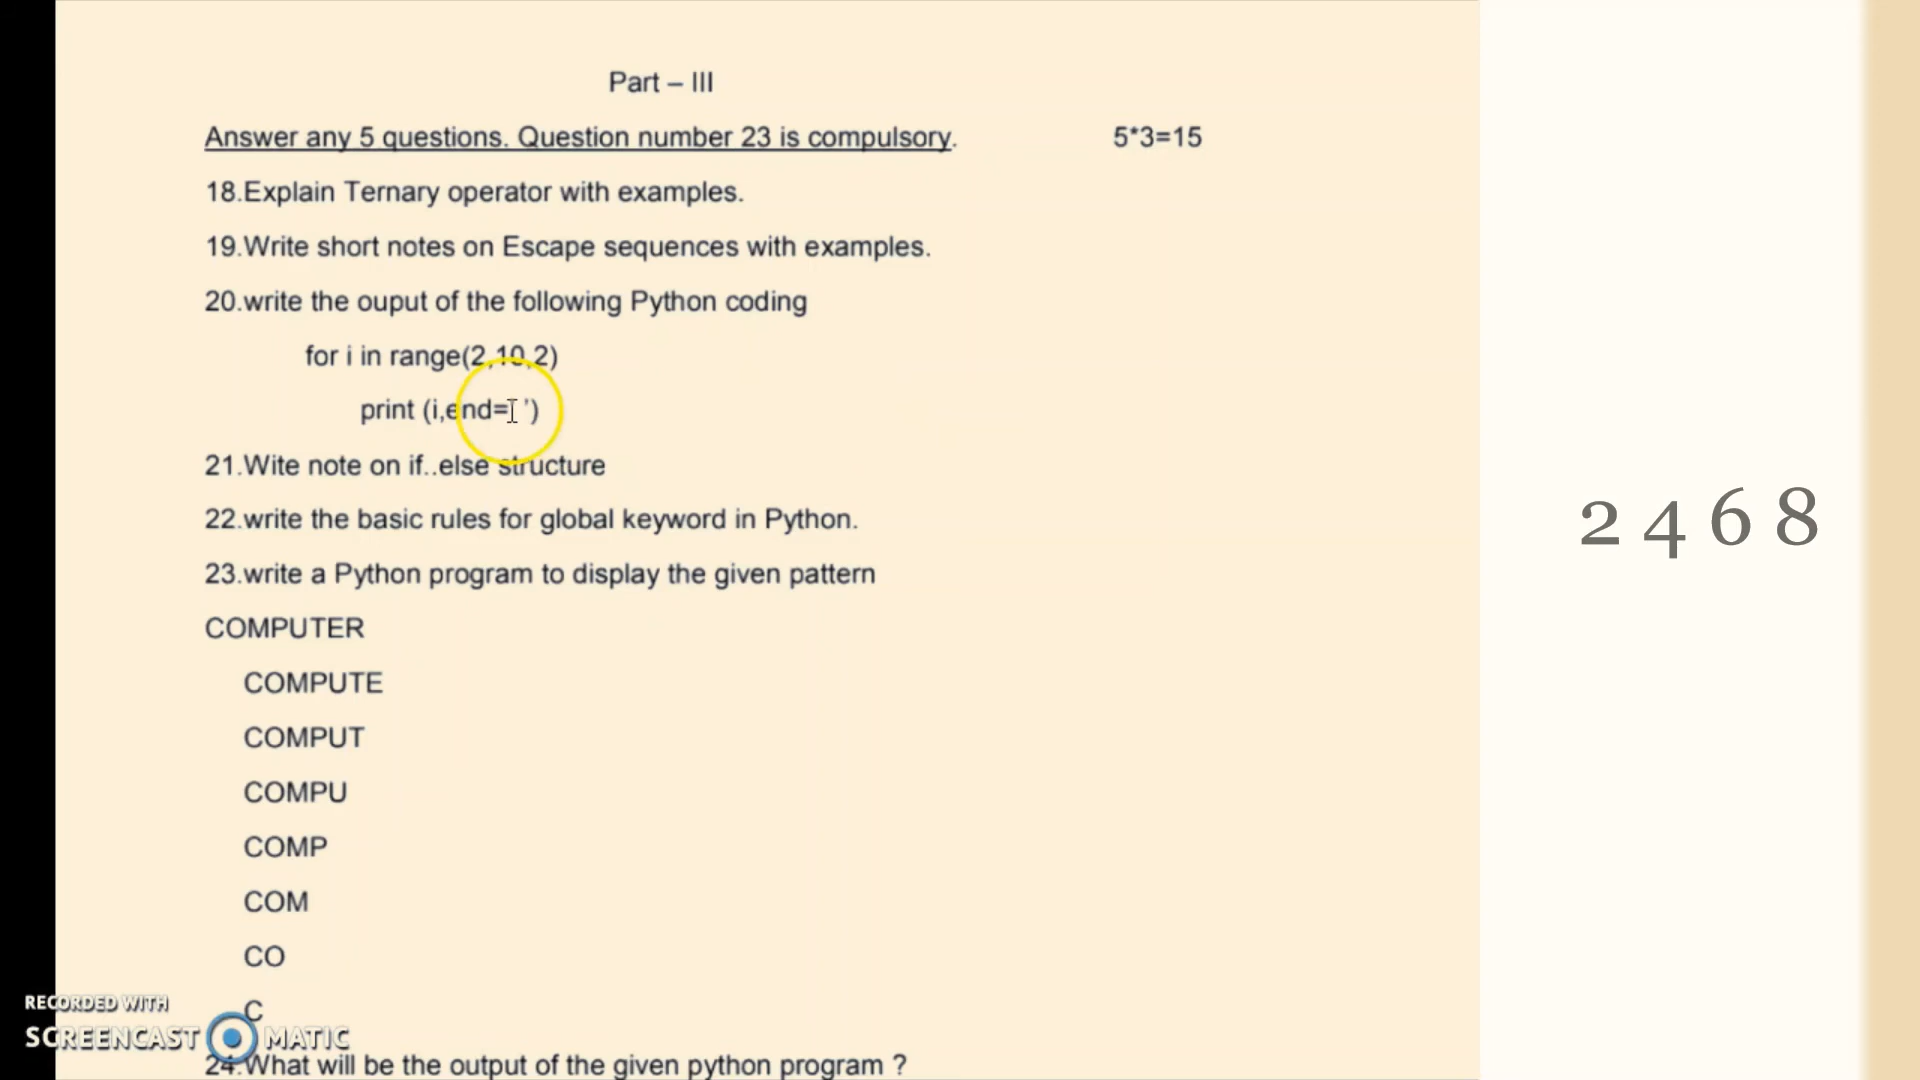 Part – III
Answer any 5 questions. Question number 23 is compulsory. 5*3=15
18.Explain Ternary operator with examples.
19.Write short notes on Escape sequences with examples.
20.write the ouput of the following Python coding
for i in range(2,10,2)
print (i,end= ’)
21.Wite note on if..else structure
22.write the basic rules for global keyword in Python.
23.write a Python program to display the given pattern
COMPUTER
COMPUTE
COMPUT
COMPU
COMP
COM
CO
C
24.What will be the output of the given python program ?
2 4 6 8
RECORDED WITH
SCREENCAST MATIC